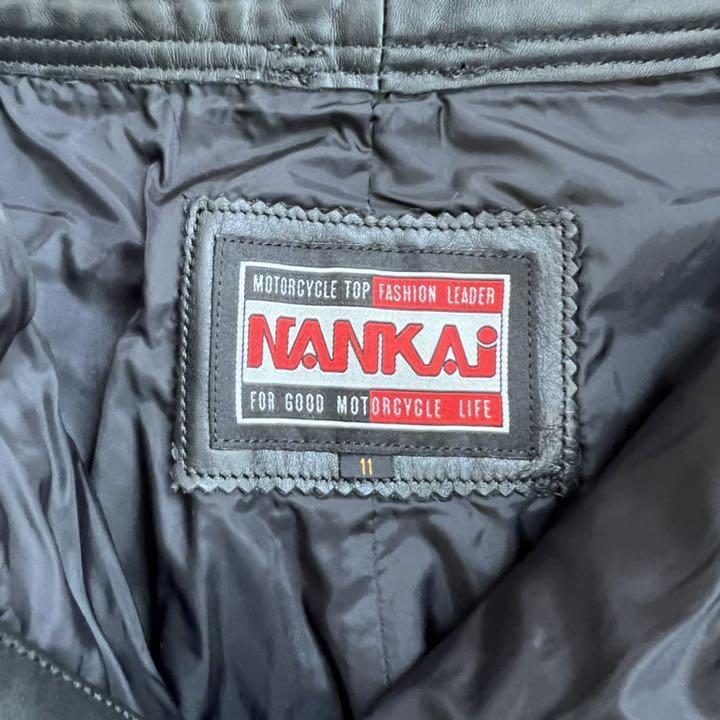 MOTORCYCLE TOP FASHION LEADER
NANKAi
FOR GOOD MOTORCYCLE LIFE
11